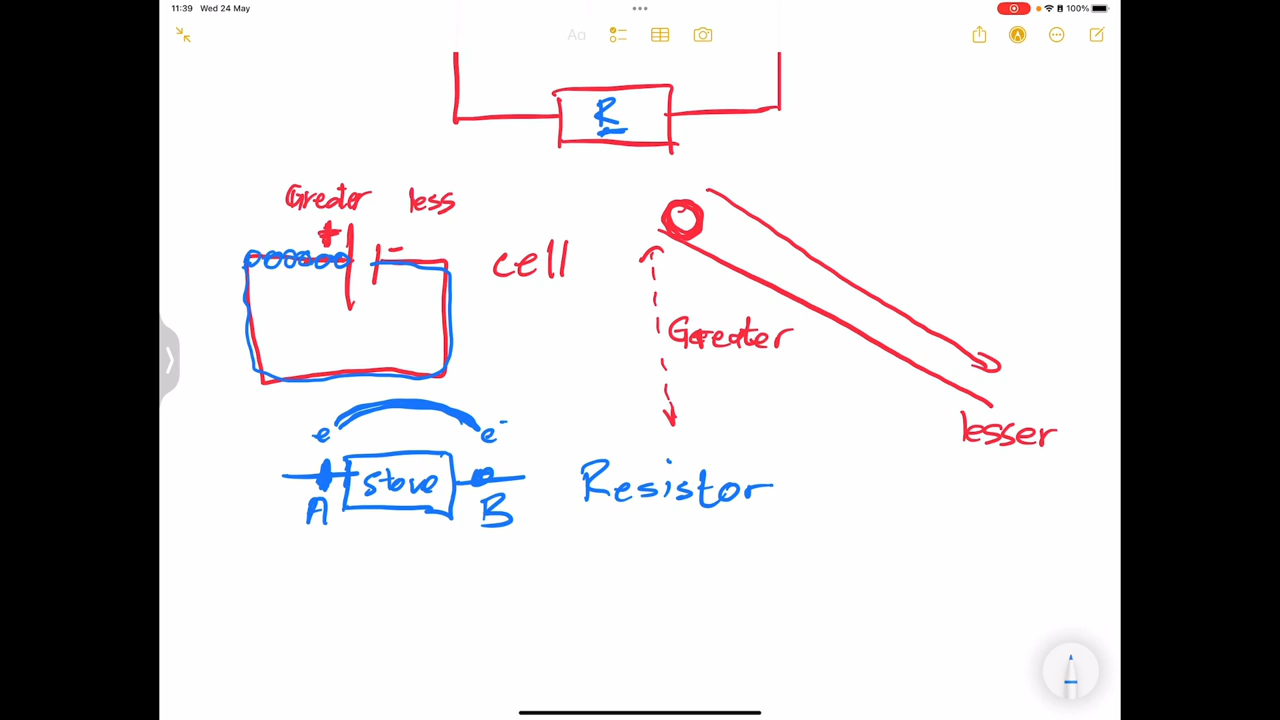 11:39 Wed 24 May
100%
Aa
R
Greater less
+ -
cell
Greater
lesser
e e-
stove
A B
Resistor